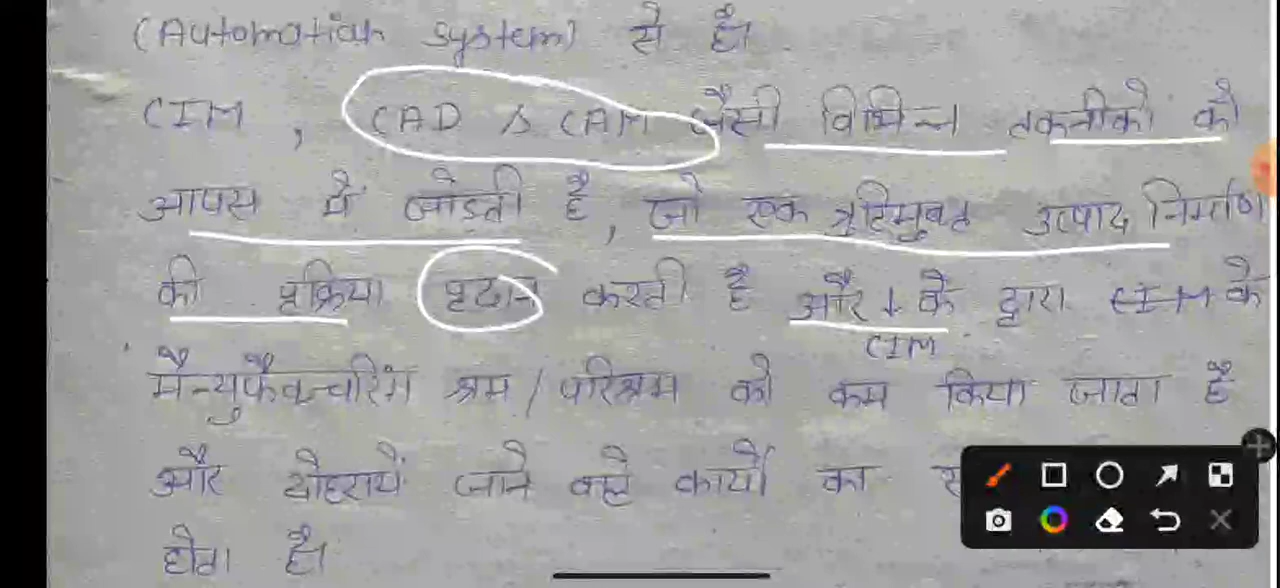 (Automation System) से है।
CIM , CAD & CAM जैसी विभिन्न तकनीको को
आपस में जोड़ती है , जो एक त्रुटिमुक्त उत्पाद निर्माण
की प्रक्रिया प्रदान करती है और ↓ के द्वारा CIM के
CIM
मैन्युफैक्चरिंग श्रम / परिश्रम को कम किया जाता है
और दोहरायें जाने वाले कार्यों का
होता है।